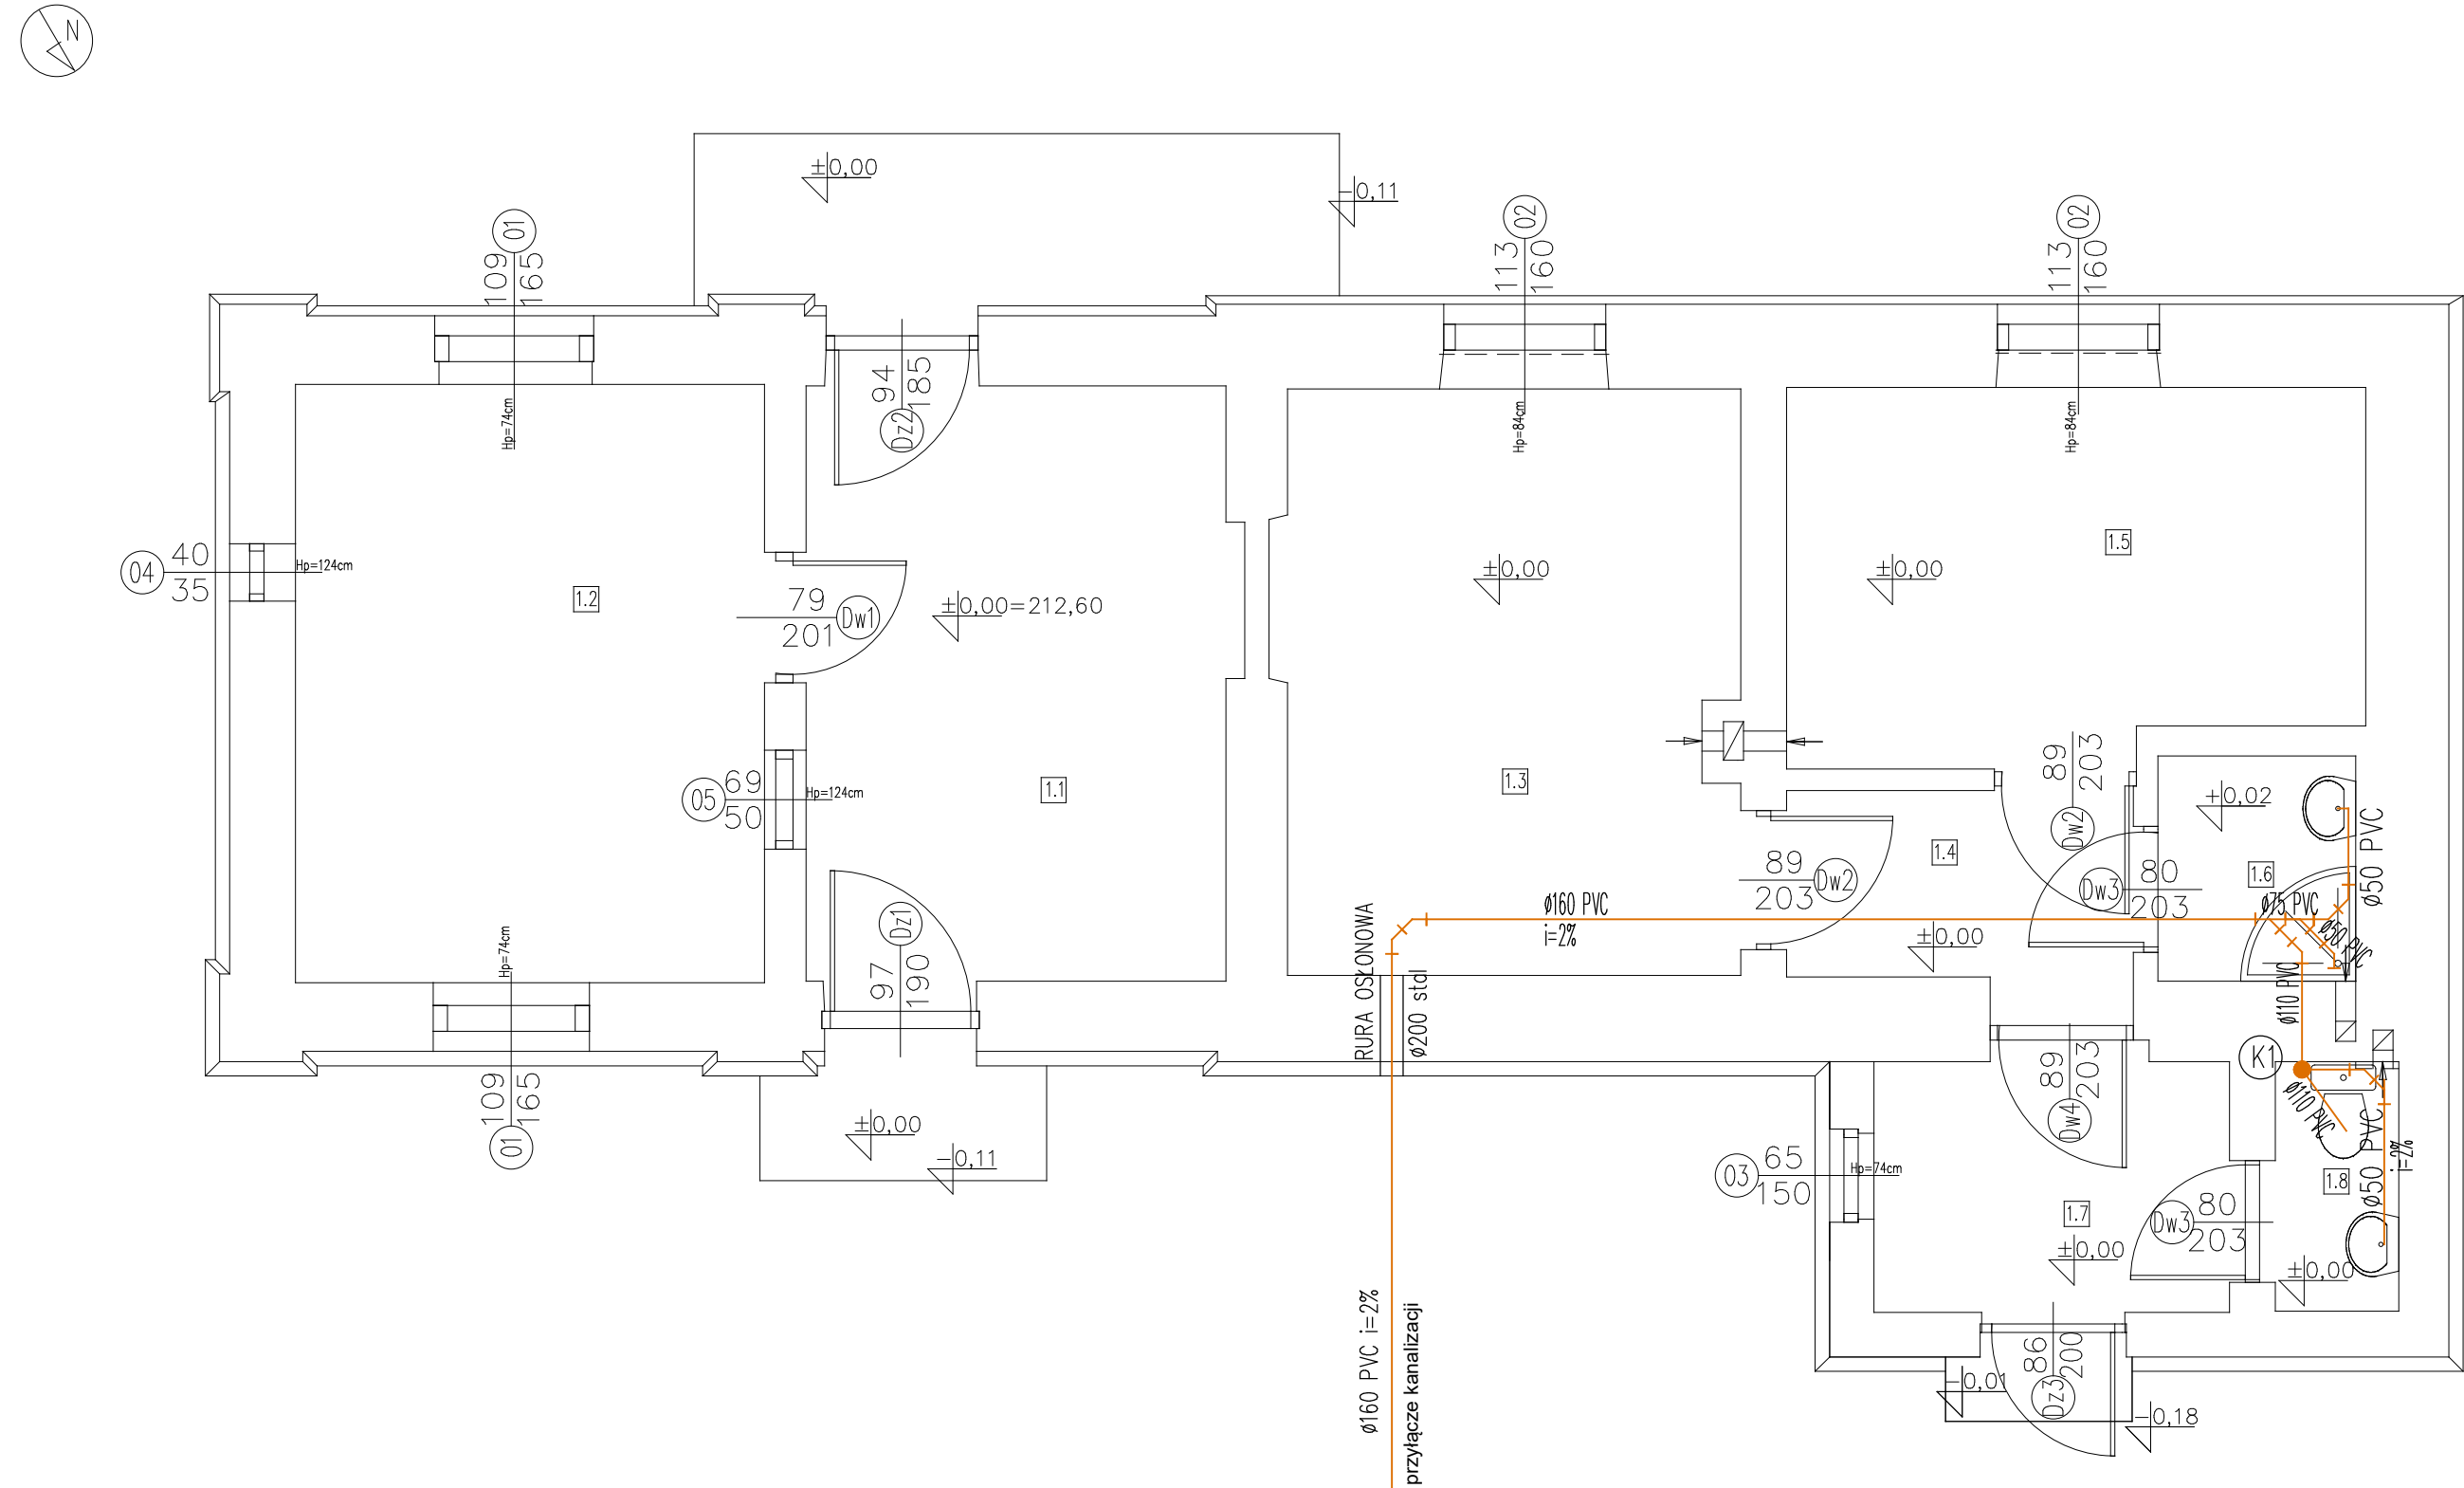 N
±0,00
-0,11
01
109
165
02
113
160
02
113
160
94
185
Dz2
Hp=74cm
Hp=84cm
Hp=84cm
04
40
35
Hp=124cm
1.2
79
201
Dw1
±0,00=212,60
±0,00
±0,00
1.5
05
69
50
Hp=124cm
1.1
1.3
89
203
Dw2
+0,02
1.4
89
203
Dw2
1.6
80
203
Dw3
ø50 PVC
ø75 PVC
ø50 PVC
ø160 PVC
i=2%
±0,00
RURA OSŁONOWA
ø200 stal
Hp=74cm
97
190
Dz1
ø110 PVC
K1
ø110 PVC
109
165
01
±0,00
-0,11
89
203
Dw4
03
65
150
Hp=74cm
ø50 PVC
i=2%
1.8
1.7
80
203
Dw3
±0,00
±0,00
ø160 PVC i=2%
przyłącze kanalizacji
86
200
Dz3
-0,01
-0,18